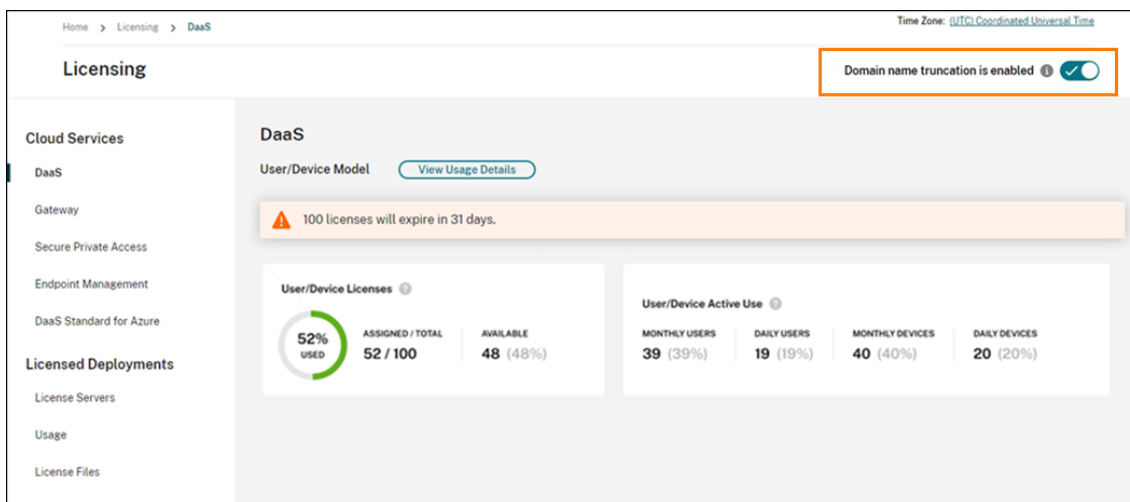 Home > Licensing > DaaS
Time Zone: (UTC) Coordinated Universal Time
Licensing
Domain name truncation is enabled
Cloud Services
DaaS
Gateway
Secure Private Access
Endpoint Management
DaaS Standard for Azure
Licensed Deployments
License Servers
Usage
License Files
DaaS
User/Device Model
View Usage Details
100 licenses will expire in 31 days.
User/Device Licenses
52%
USED
ASSIGNED / TOTAL
52 / 100
AVAILABLE
48 (48%)
User/Device Active Use
MONTHLY USERS
39 (39%)
DAILY USERS
19 (19%)
MONTHLY DEVICES
40 (40%)
DAILY DEVICES
20 (20%)